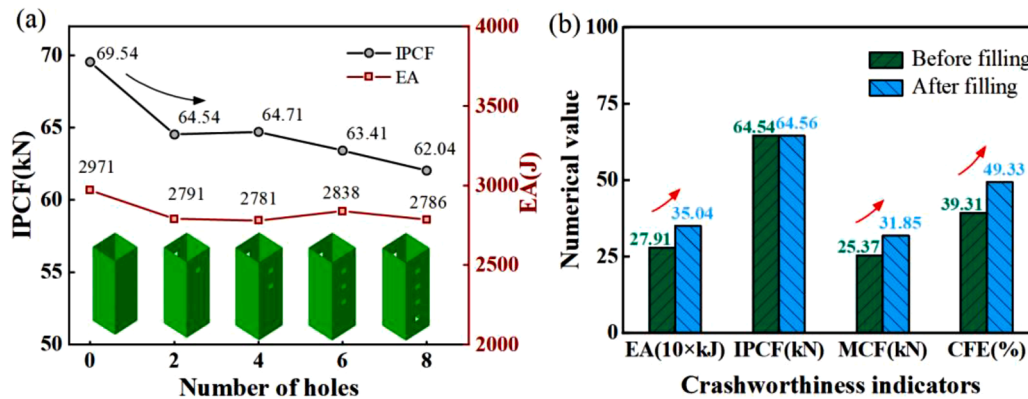 (a)
IPCF(kN)
70
65
60
55
50
69.54
64.54
64.71
63.41
62.04
IPCF
EA
2971
2791
2781
2838
2786
4000
3500
3000
2500
2000
EA(J)
0 2 4 6 8
Number of holes
(b)
Numerical value
100
75
50
25
0
Before filling
After filling
27.91
35.04
64.54
64.56
25.37
31.85
39.31
49.33
EA(10×kJ) IPCF(kN) MCF(kN) CFE(%)
Crashworthiness indicators